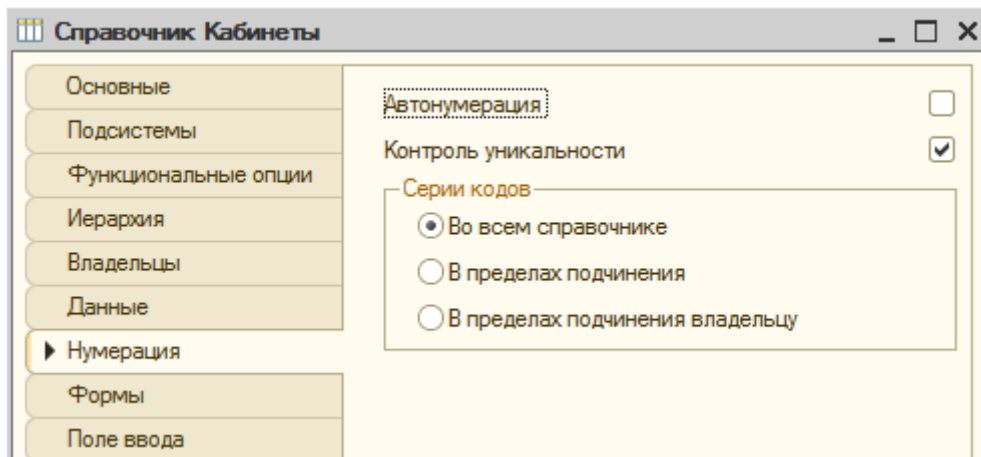 Справочник Кабинеты
Основные
Подсистемы
Функциональные опции
Иерархия
Владельцы
Данные
Нумерация
Формы
Поле ввода
Автонумерация
Контроль уникальности
Серии кодов
Во всем справочнике
В пределах подчинения
В пределах подчинения владельцу